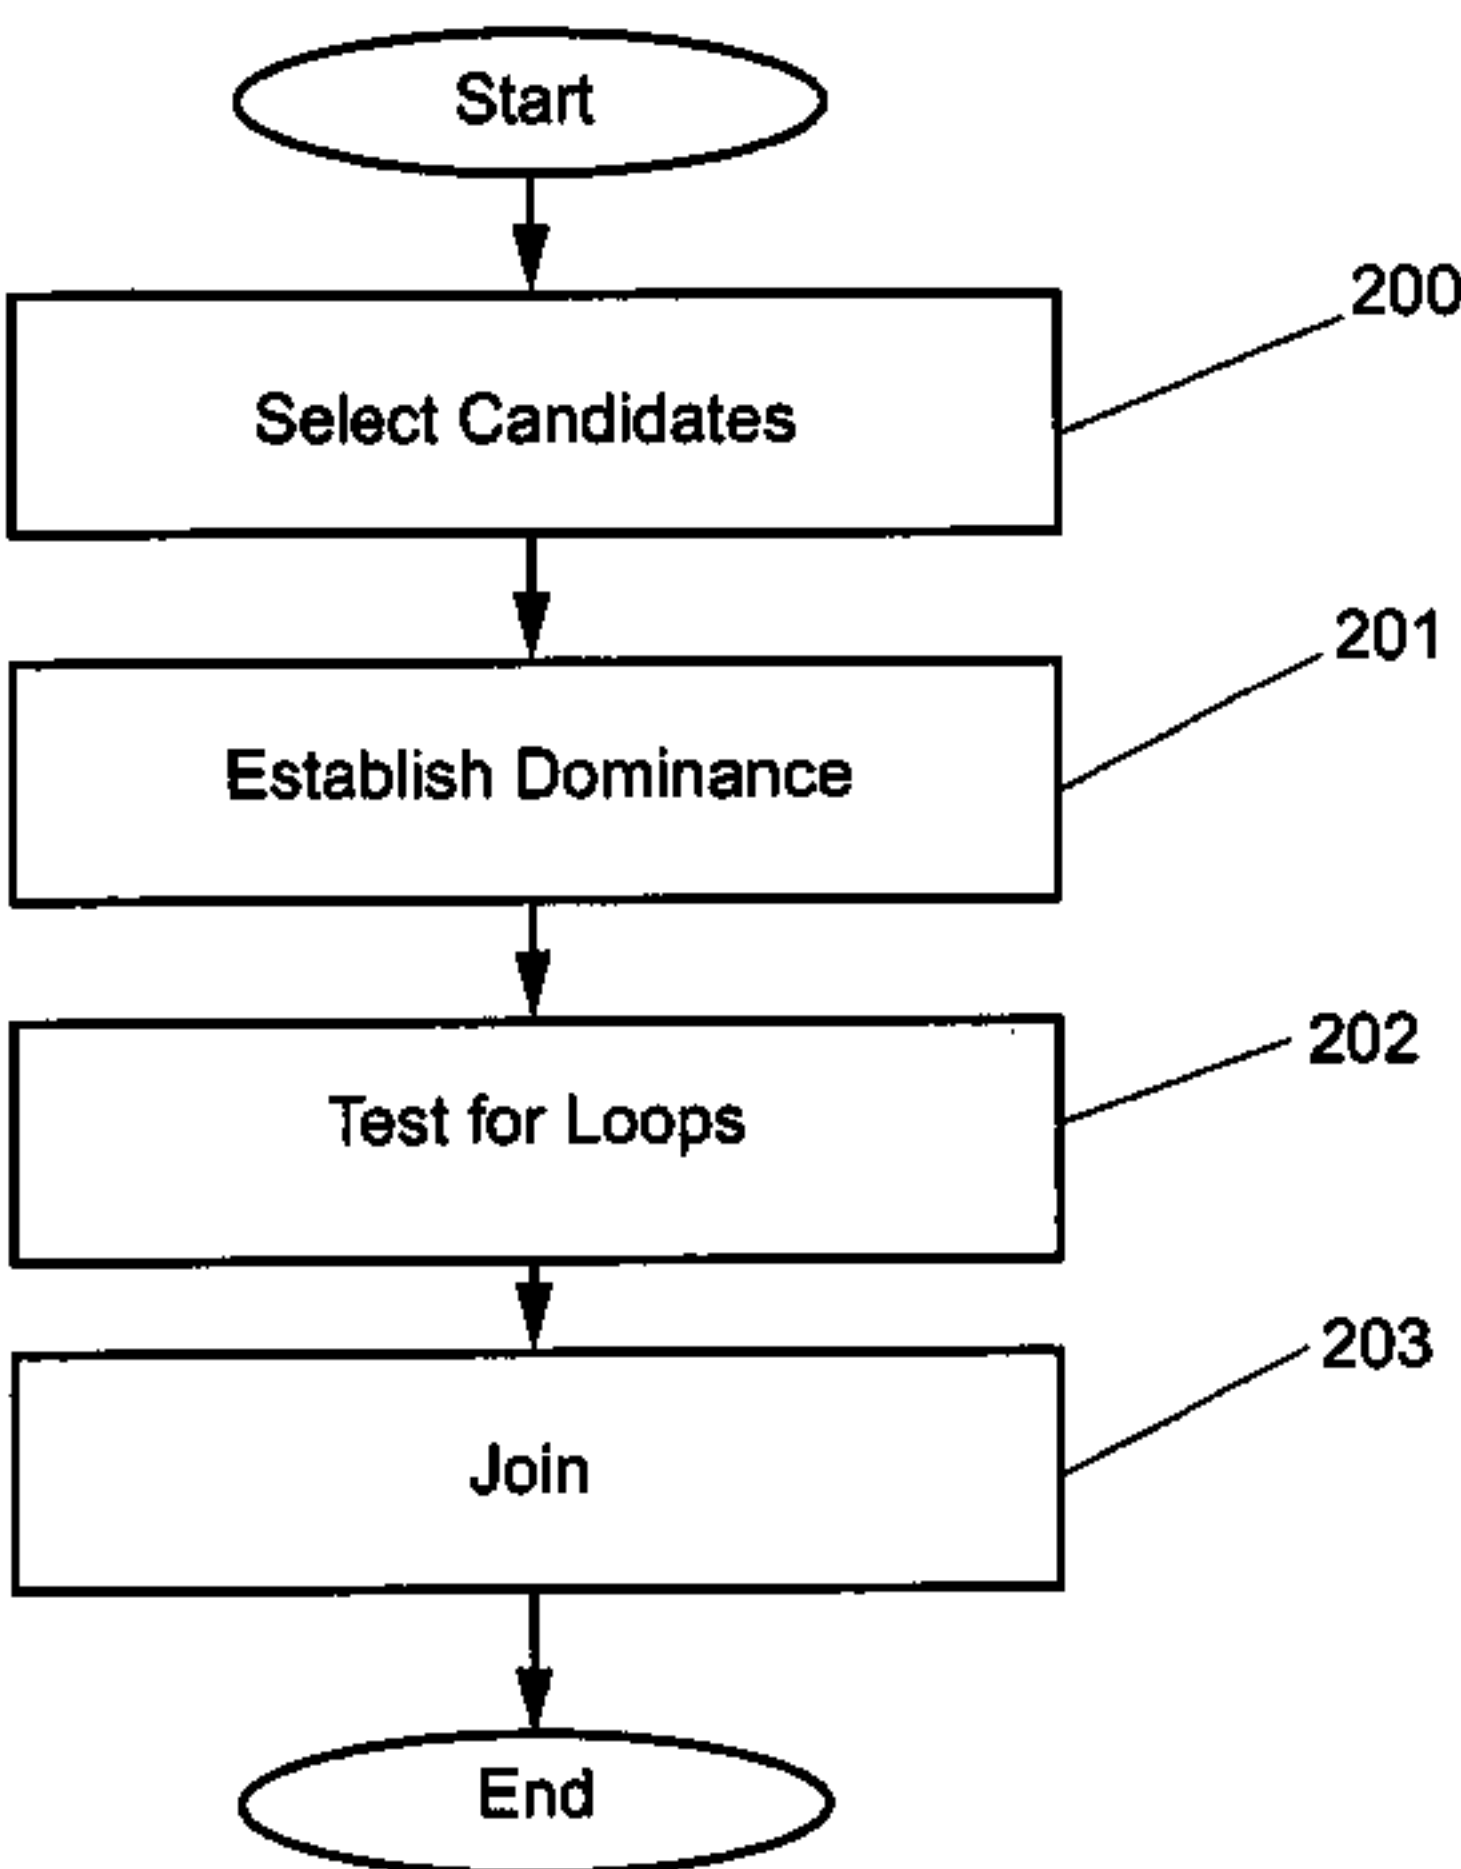 Start
200
Select Candidates
201
Establish Dominance
202
Test for Loops
203
Join
End